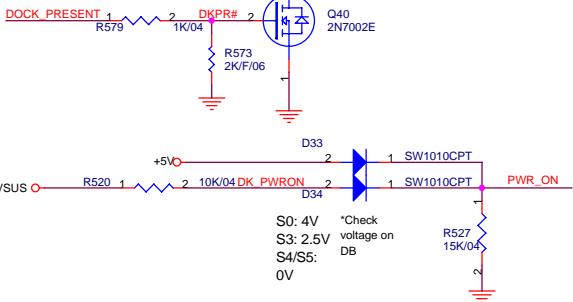 DOCK_PRESENT 1 2 DKPR# 2 Q40
R579 1K/04 2N7002E
R573
2K/F/06
1
D33
+5V 2 1 SW1010CPT
/SUS R520 1 2 10K/04 DK_PWRON 2 1 SW1010CPT PWR_ON
D34
1
S0: 4V *Check
S3: 2.5V voltage on
S4/S5: DB
0V
R527
15K/04
2